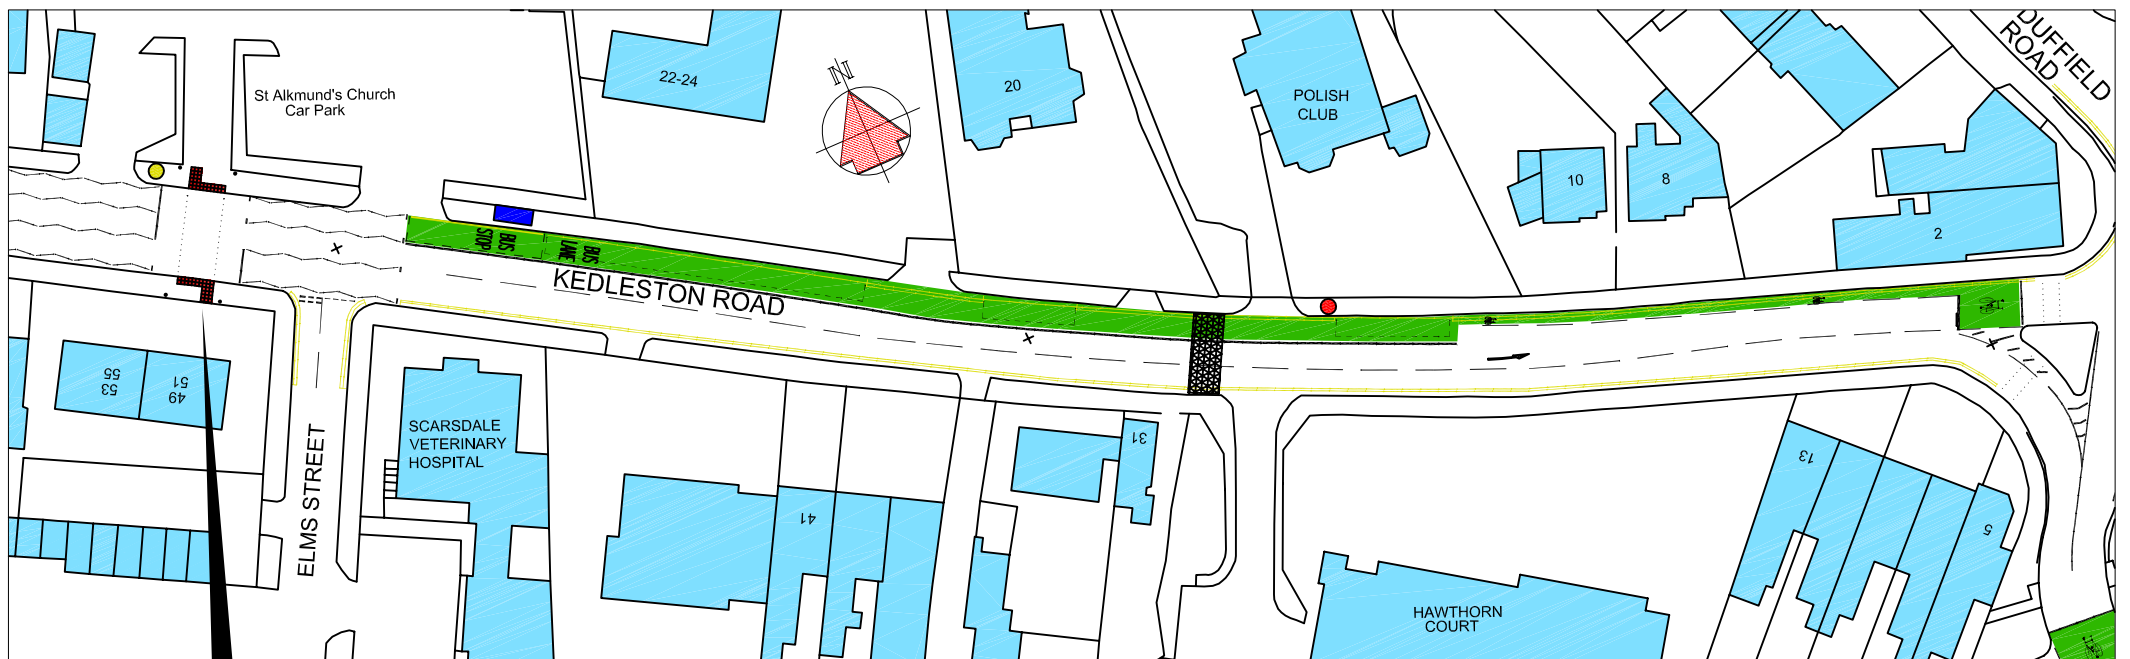 DUFFIELD
ROAD
St Alkmund's Church
Car Park
22-24
N
20
POLISH
CLUB
10
8
2
BUS
STOP
BUS
LANE
KEDLESTON ROAD
55
53
51
49
ELMS STREET
SCARSDALE
VETERINARY
HOSPITAL
31
41
13
5
HAWTHORN
COURT